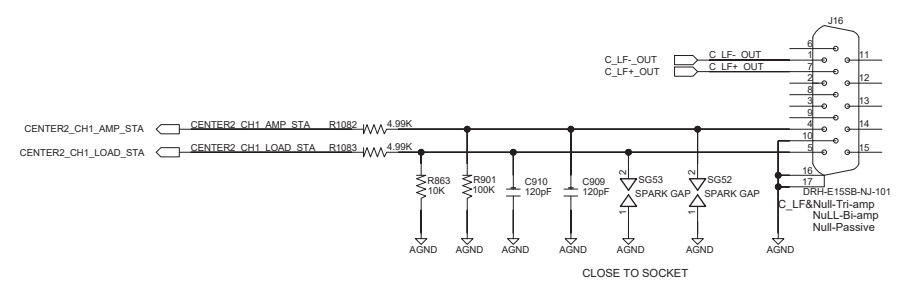 J16
6
C_LF-_OUT C_LF-_OUT 1 11
C_LF+_OUT C_LF+_OUT 7
2 12
8
3 13
9
CENTER2_CH1_AMP_STA CENTER2_CH1_AMP_STA R1082 4.99K 4 14
10
CENTER2_CH1_LOAD_STA CENTER2_CH1_LOAD_STA R1083 4.99K 5 15
16
17
2 2
R863 R901 C910 C909 SG53 SG52
10K 100K 120pF 120pF SPARK GAP SPARK GAP
1 1
DRH-E15SB-NJ-101
C_LF&Null-Tri-amp
NuLL-Bi-amp
Null-Passive
AGND AGND AGND AGND AGND AGND AGND
CLOSE TO SOCKET